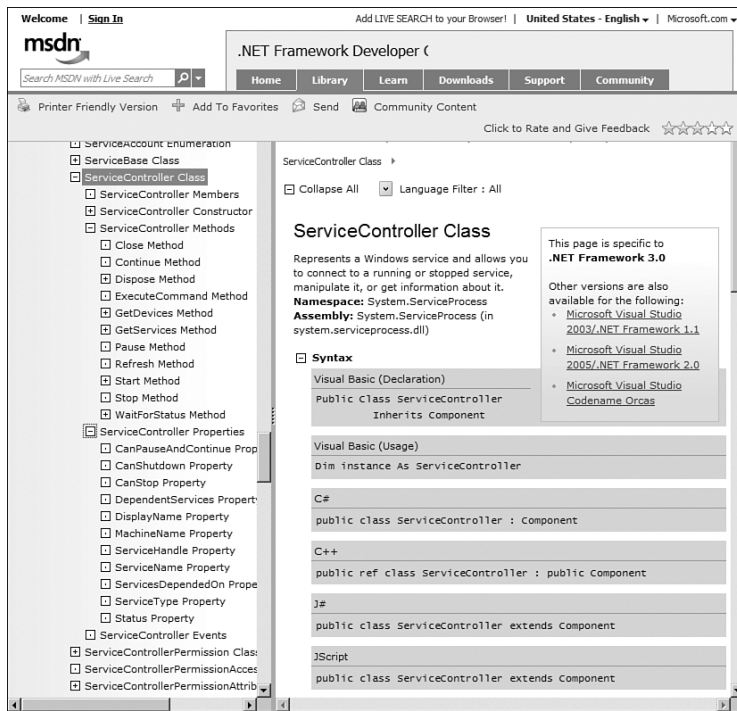 Welcome | Sign In
Add LIVE SEARCH to your Browser! | United States - English | Microsoft.com
msdn
.NET Framework Developer C
Search MSDN with Live Search
Home Library Learn Downloads Support Community
Printer Friendly Version Add To Favorites Send Community Content
Click to Rate and Give Feedback
ServiceAccount Enumeration
ServiceBase Class
ServiceController Class
ServiceController Members
ServiceController Constructor
ServiceController Methods
Close Method
Continue Method
Dispose Method
ExecuteCommand Method
GetDevices Method
GetServices Method
Pause Method
Refresh Method
Start Method
Stop Method
WaitForStatus Method
ServiceController Properties
CanPauseAndContinue Prop
CanShutdown Property
CanStop Property
DependentServices Property
DisplayName Property
MachineName Property
ServiceHandle Property
ServiceName Property
ServicesDependedOn Prope
ServiceType Property
Status Property
ServiceController Events
ServiceControllerPermission Class
ServiceControllerPermissionAcces
ServiceControllerPermissionAttrib
ServiceController Class
Collapse All Language Filter : All
ServiceController Class
Represents a Windows service and allows you
to connect to a running or stopped service,
manipulate it, or get information about it.
Namespace: System.ServiceProcess
Assembly: System.ServiceProcess (in
system.serviceprocess.dll)
This page is specific to
.NET Framework 3.0
Other versions are also
available for the following:
Microsoft Visual Studio
2003/.NET Framework 1.1
Microsoft Visual Studio
2005/.NET Framework 2.0
Microsoft Visual Studio
Codename Orcas
Syntax
Visual Basic (Declaration)
Public Class ServiceController
Inherits Component
Visual Basic (Usage)
Dim instance As ServiceController
C#
public class ServiceController : Component
C++
public ref class ServiceController : public Component
J#
public class ServiceController extends Component
JScript
public class ServiceController extends Component